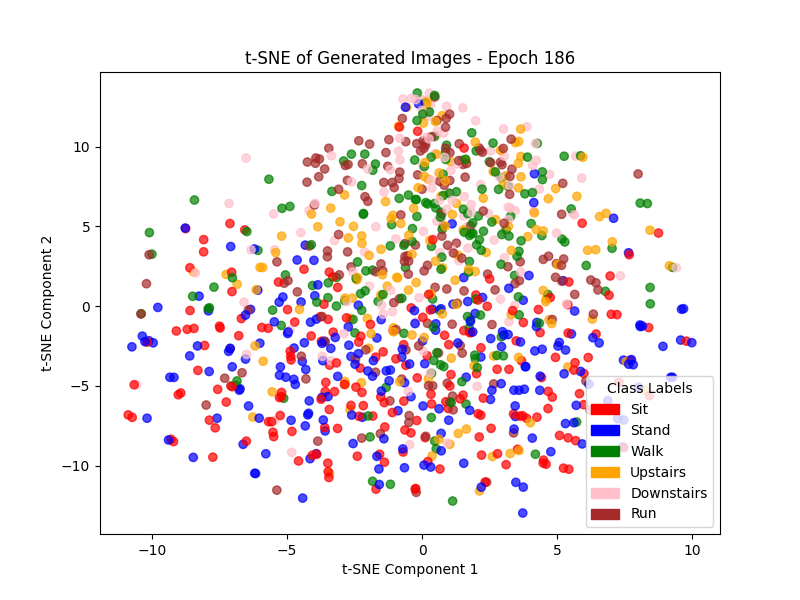 t-SNE of Generated Images - Epoch 186
t-SNE Component 2
10
5
0
−5
−10
Class Labels
Sit
Stand
Walk
Upstairs
Downstairs
Run
−10
−5
0
5
10
t-SNE Component 1